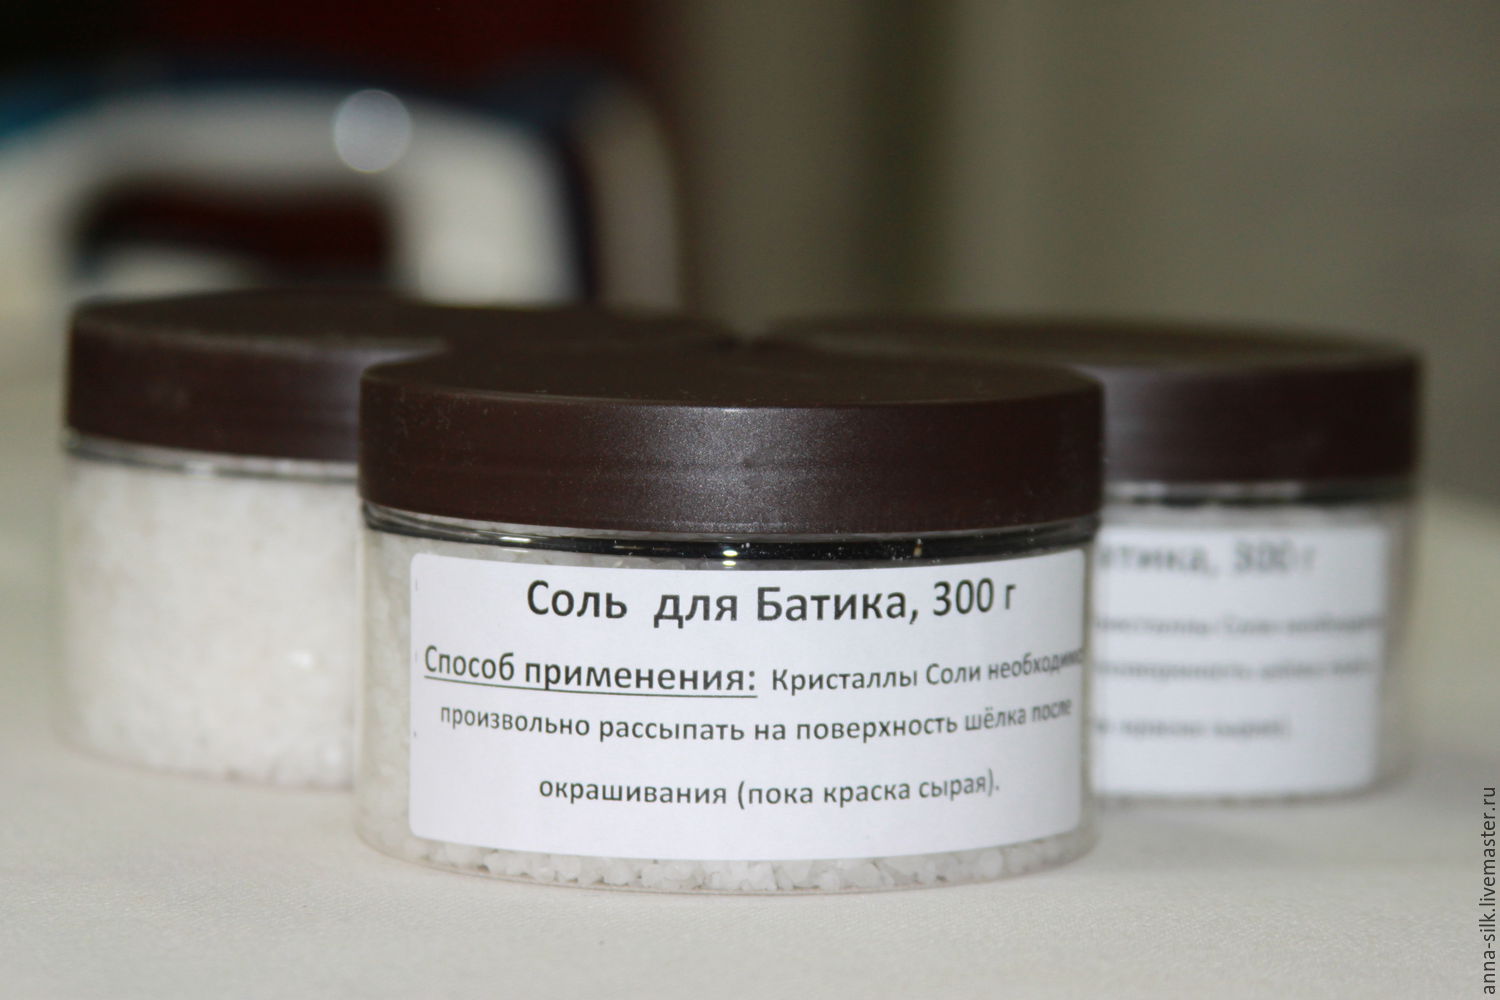 Соль для Батика, 300 г
Способ применения: Кристаллы Соли необходимо
произвольно рассыпать на поверхность шёлка после
окрашивания (пока краска сырая).
атика, 300 г
anna-silk.livemaster.ru